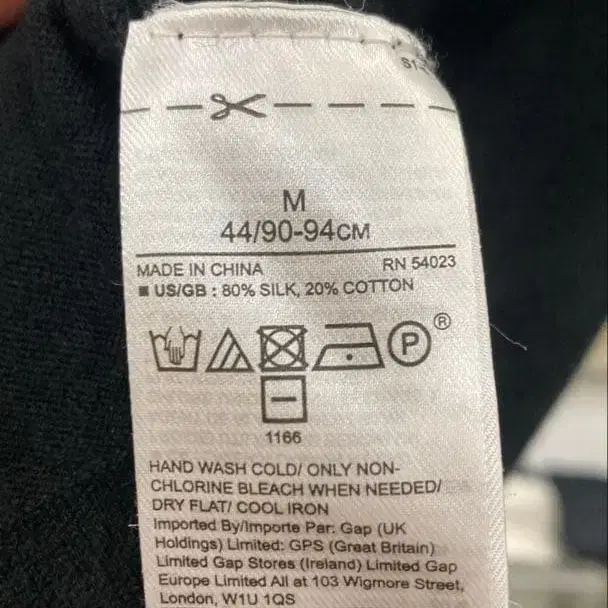 M
44/90-94CM
MADE IN CHINA RN 54023
■ US/GB : 80% SILK, 20% COTTON
P ®
1166
HAND WASH COLD/ ONLY NON-
CHLORINE BLEACH WHEN NEEDED/
DRY FLAT/ COOL IRON
Imported By/Importe Par: Gap (UK
Holdings) Limited: GPS (Great Britain)
Limited Gap Stores (Ireland) Limited Gap
Europe Limited All at 103 Wigmore Street,
London, W1U 1QS